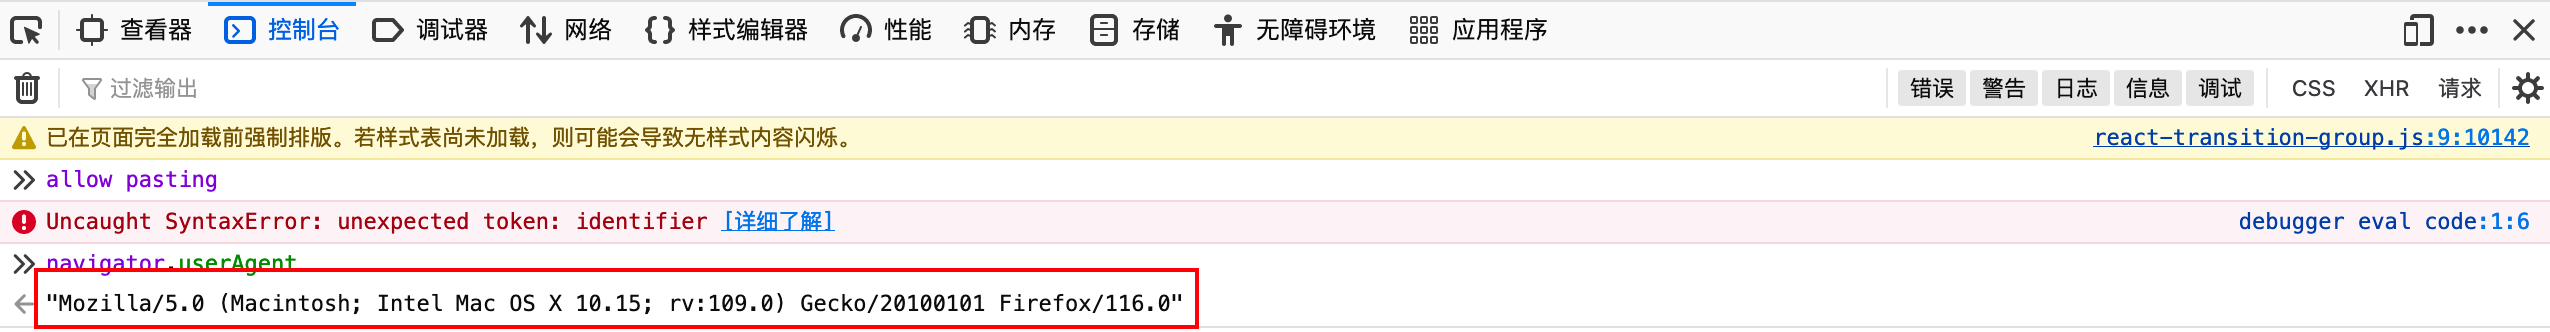 查看器 控制台 调试器 网络 样式编辑器 性能 内存 存储 无障碍环境 应用程序
过滤输出 错误 警告 日志 信息 调试 CSS XHR 请求
已在页面完全加载前强制排版。若样式表尚未加载，则可能会导致无样式内容闪烁。 react-transition-group.js:9:10142
allow pasting
Uncaught SyntaxError: unexpected token: identifier [详细了解] debugger eval code:1:6
navigator.userAgent
"Mozilla/5.0 (Macintosh; Intel Mac OS X 10.15; rv:109.0) Gecko/20100101 Firefox/116.0"